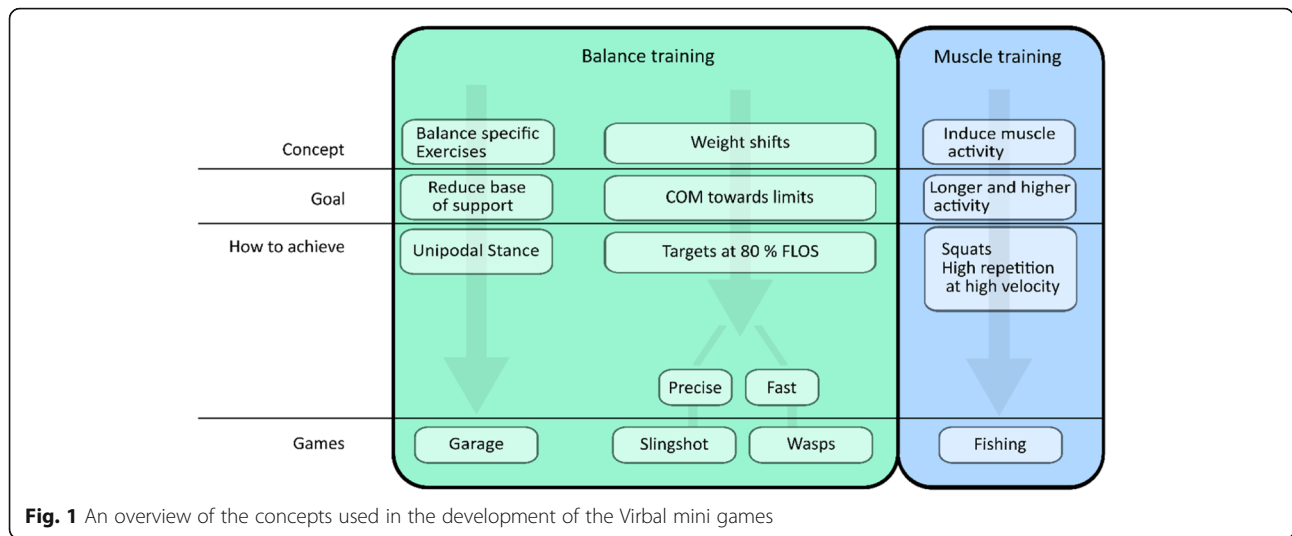 Balance training
Muscle training
Concept
Balance specific
Exercises
Weight shifts
Induce muscle
activity
Goal
Reduce base
of support
COM towards limits
Longer and higher
activity
How to achieve
Unipodal Stance
Targets at 80 % FLOS
Squats
High repetition
at high velocity
Precise
Fast
Games
Garage
Slingshot
Wasps
Fishing
Fig. 1 An overview of the concepts used in the development of the Virbal mini games